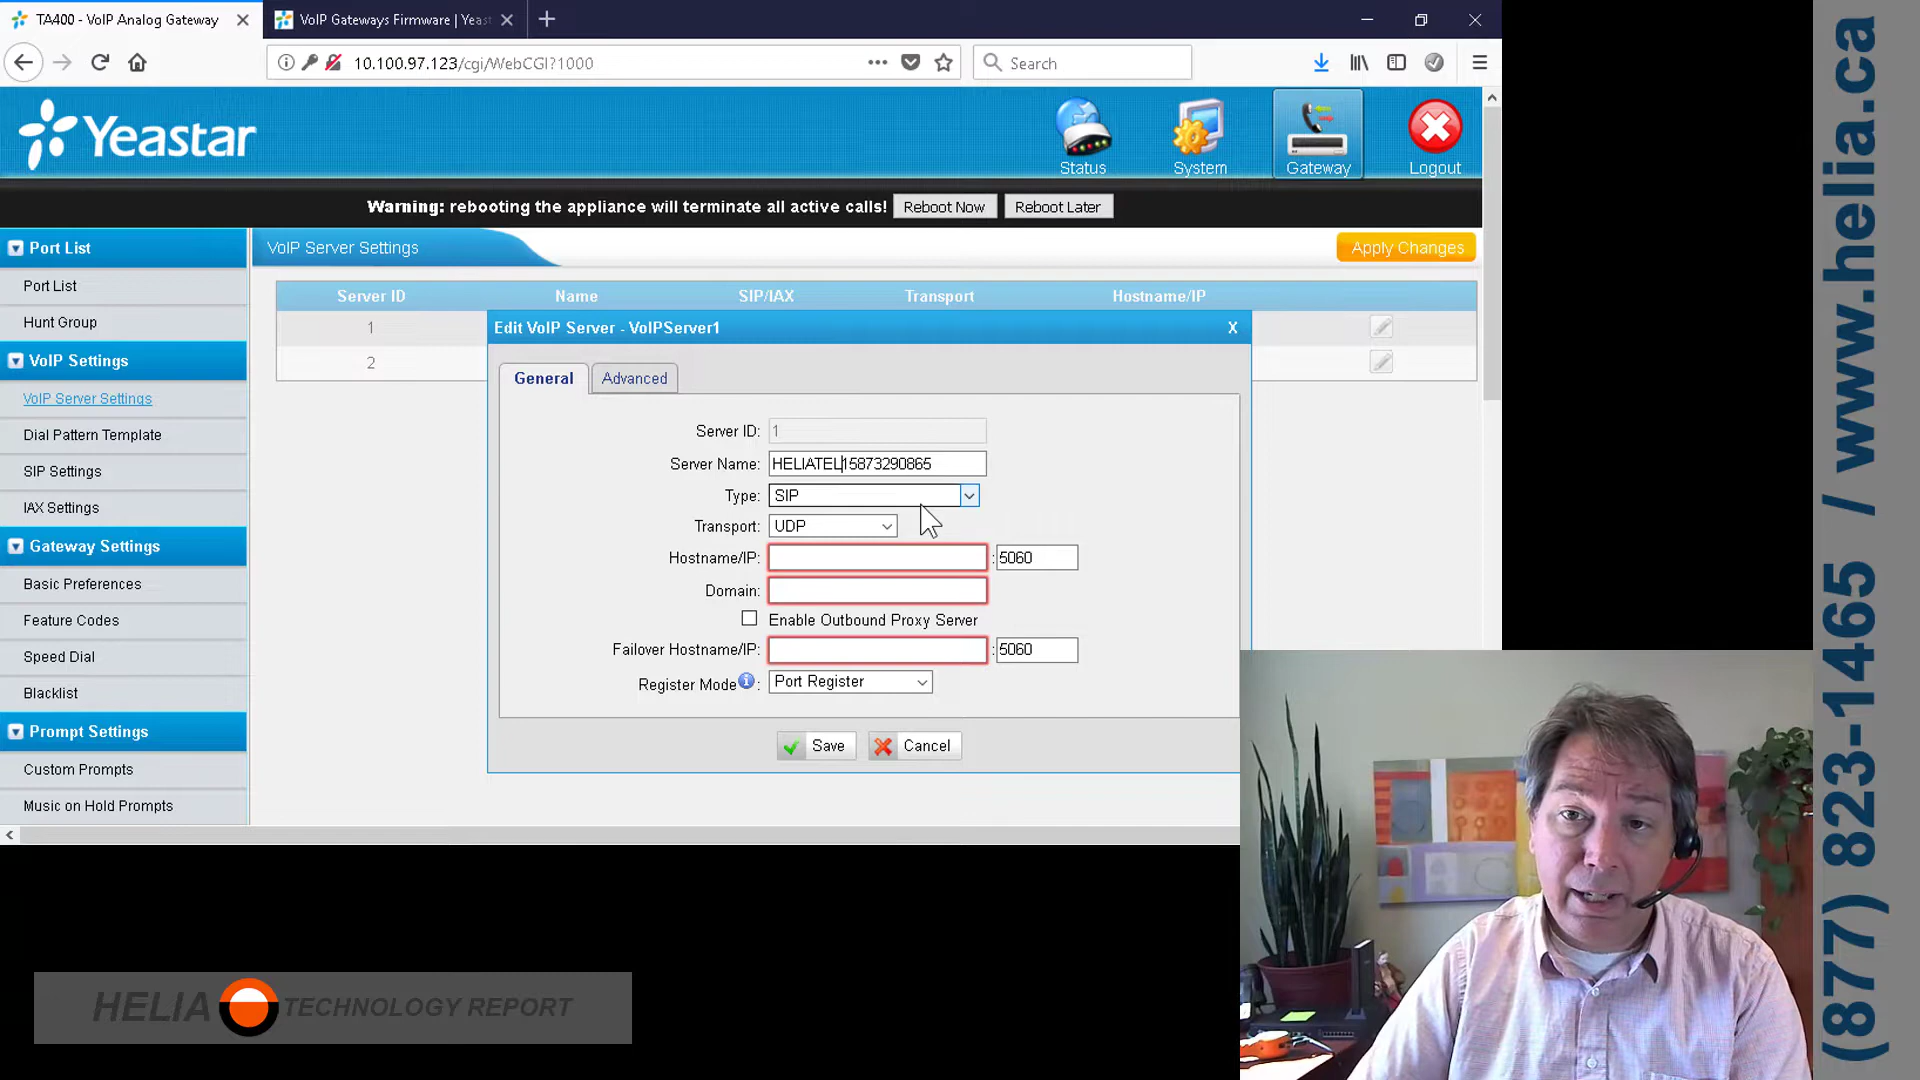 TA400 - VoIP Analog Gateway
VoIP Gateways Firmware | Yeas
10.100.97.123/cgi/WebCGI?1000
Search
Yeastar
Status
System
Gateway
Logout
Warning: rebooting the appliance will terminate all active calls!
Reboot Now
Reboot Later
Port List
Port List
Hunt Group
VoIP Settings
VoIP Server Settings
Dial Pattern Template
SIP Settings
IAX Settings
Gateway Settings
Basic Preferences
Feature Codes
Speed Dial
Blacklist
Prompt Settings
Custom Prompts
Music on Hold Prompts
VoIP Server Settings
Apply Changes
Server ID Name SIP/IAX Transport Hostname/IP
1
2
Edit VoIP Server - VoIPServer1
X
General
Advanced
Server ID: 1
Server Name: HELIATEL15873290865
Type: SIP
Transport: UDP
Hostname/IP: : 5060
Domain:
Enable Outbound Proxy Server
Failover Hostname/IP: : 5060
Register Mode : Port Register
Save
Cancel
HELIA TECHNOLOGY REPORT
(877) 823-1465 / www.helia.ca